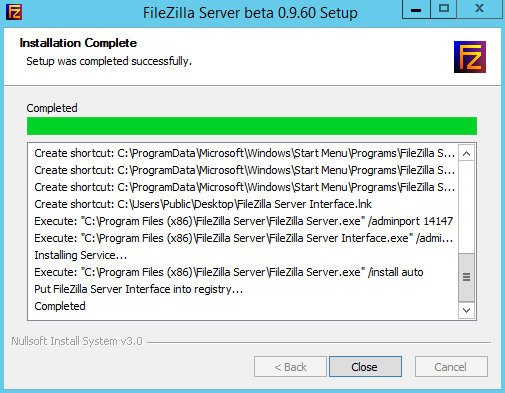 FileZilla Server beta 0.9.60 Setup
Installation Complete
Setup was completed successfully.
Completed
Create shortcut: C:\ProgramData\Microsoft\Windows\Start Menu\Programs\FileZilla S...
Create shortcut: C:\ProgramData\Microsoft\Windows\Start Menu\Programs\FileZilla S...
Create shortcut: C:\ProgramData\Microsoft\Windows\Start Menu\Programs\FileZilla S...
Create shortcut: C:\Users\Public\Desktop\FileZilla Server Interface.lnk
Execute: "C:\Program Files (x86)\FileZilla Server\FileZilla Server.exe" /adminport 14147
Execute: "C:\Program Files (x86)\FileZilla Server\FileZilla Server Interface.exe" /admi...
Installing Service...
Execute: "C:\Program Files (x86)\FileZilla Server\FileZilla Server.exe" /install auto
Put FileZilla Server Interface into registry...
Completed
Nullsoft Install System v3.0
< Back Close Cancel